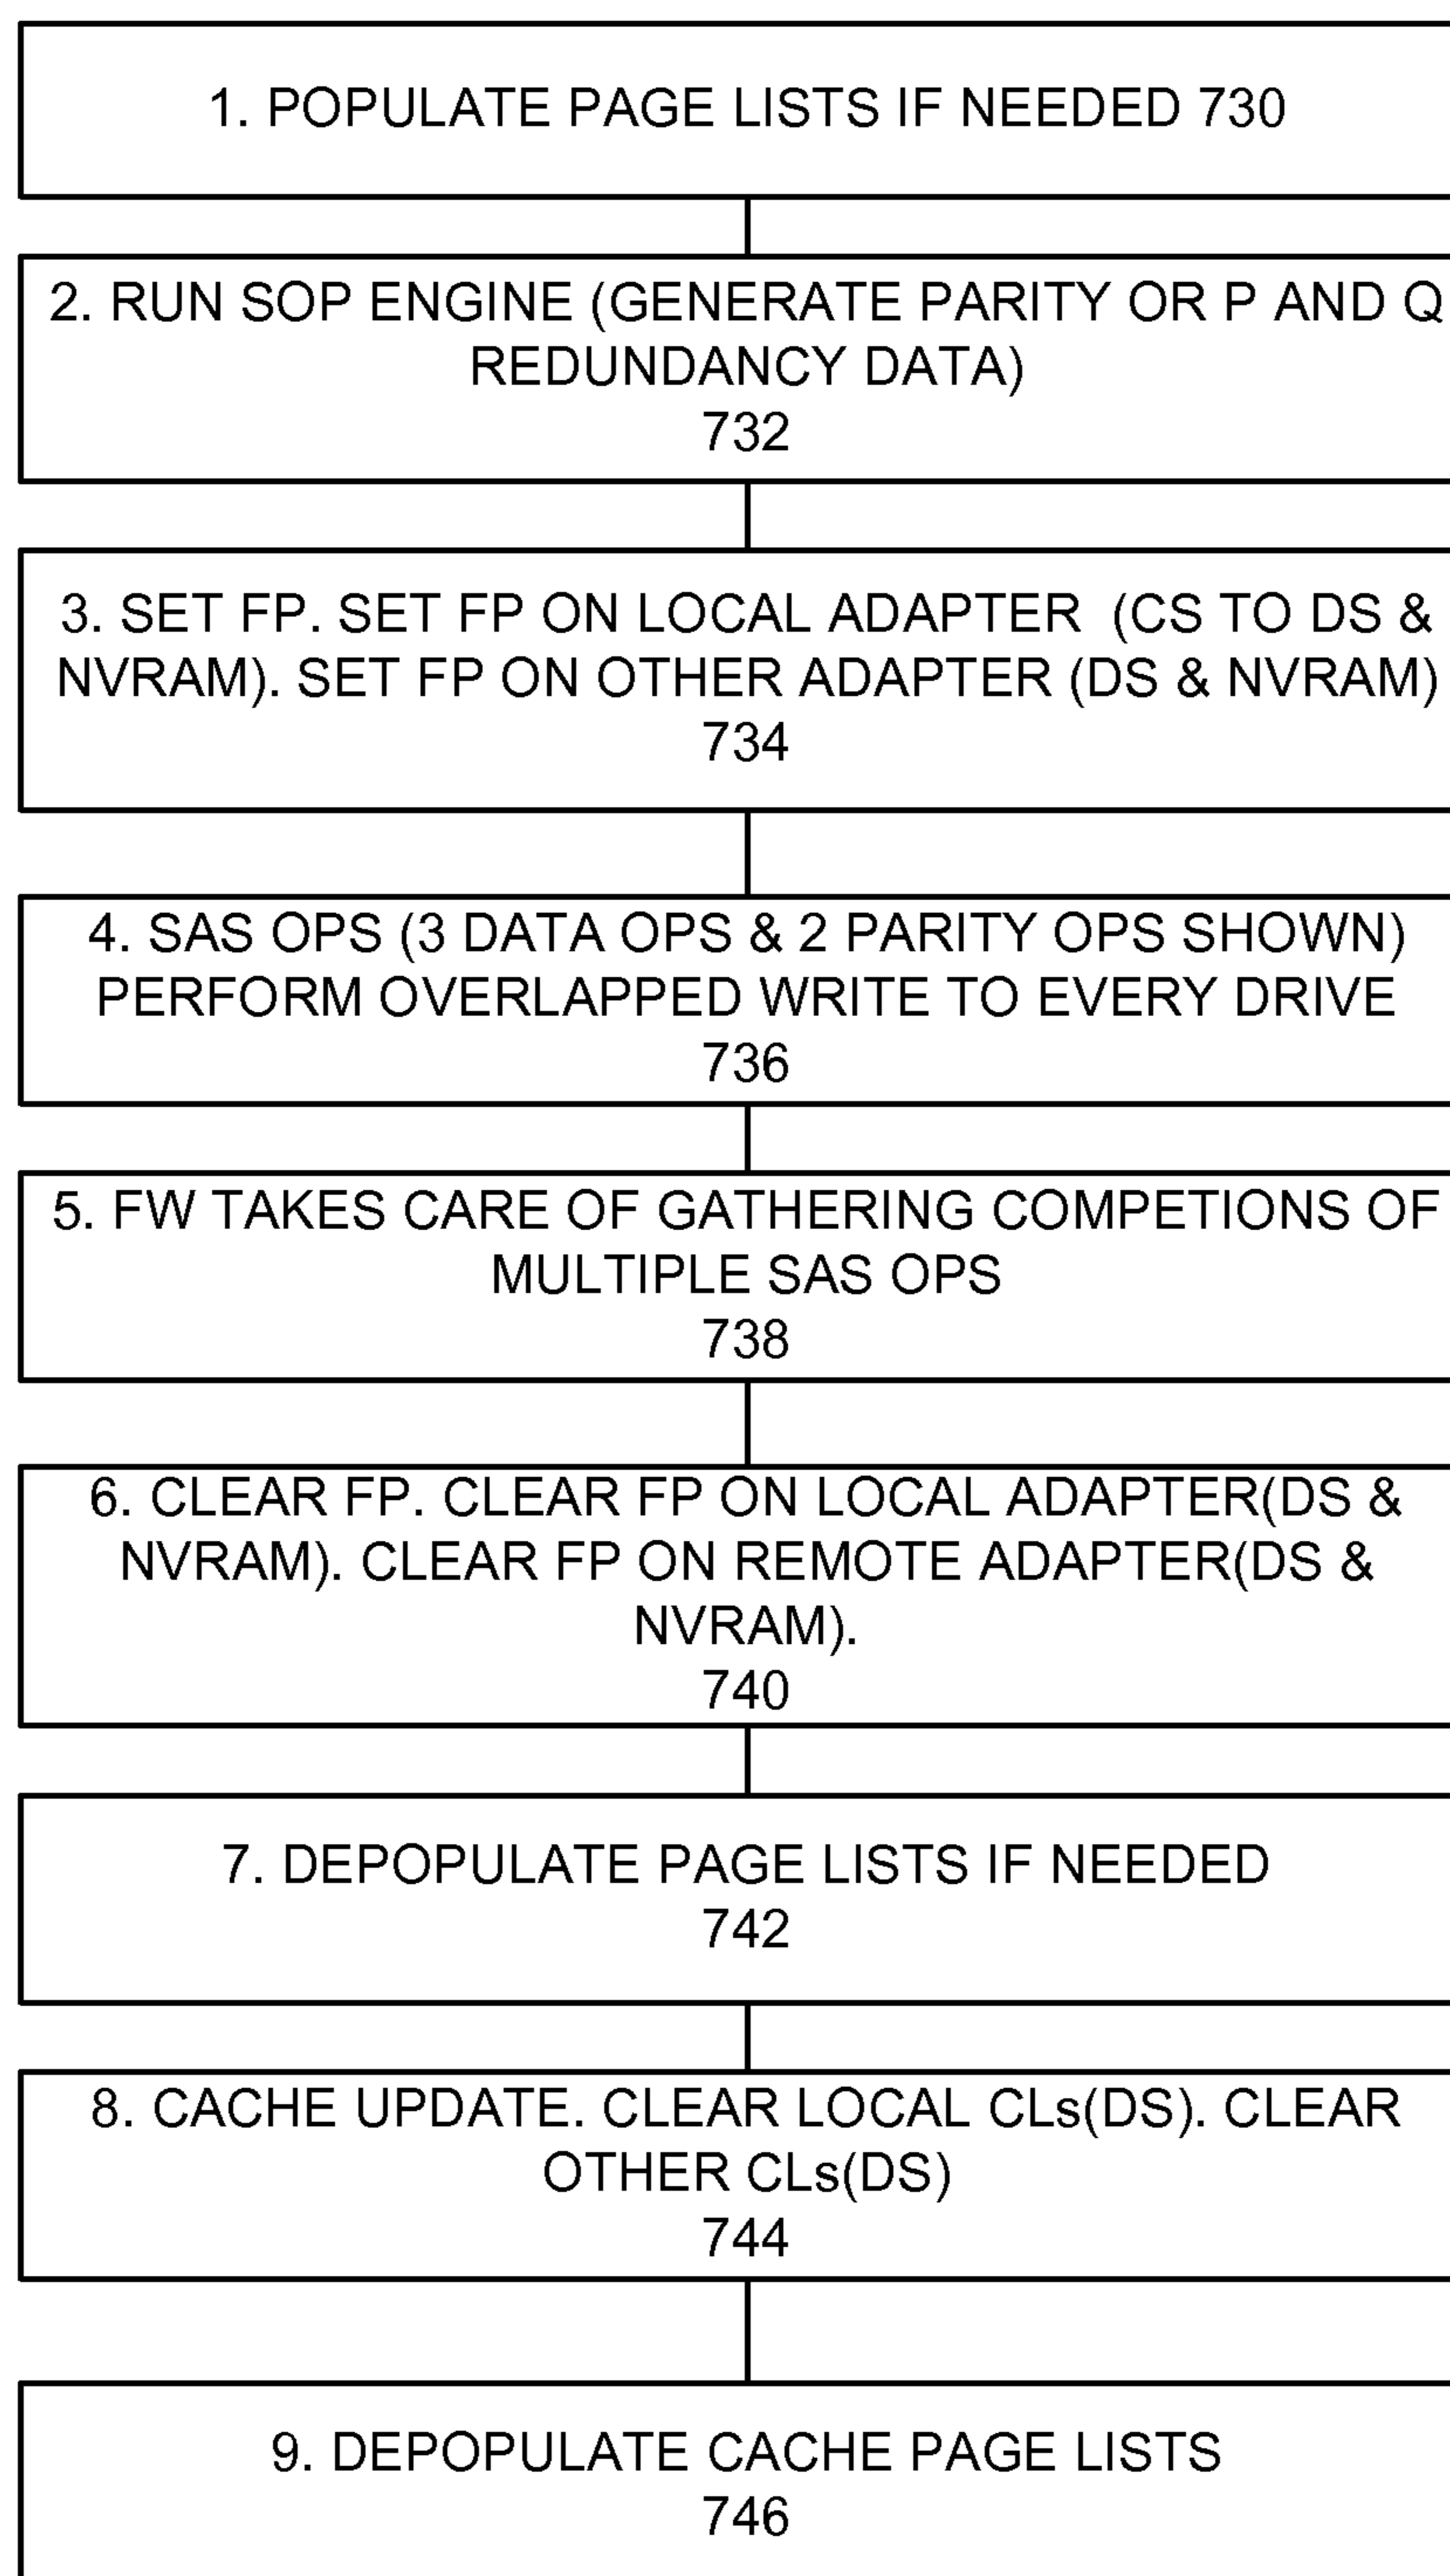 1. POPULATE PAGE LISTS IF NEEDED 730
2. RUN SOP ENGINE (GENERATE PARITY OR P AND Q
REDUNDANCY DATA)
732
3. SET FP. SET FP ON LOCAL ADAPTER (CS TO DS &
NVRAM). SET FP ON OTHER ADAPTER (DS & NVRAM)
734
4. SAS OPS (3 DATA OPS & 2 PARITY OPS SHOWN)
PERFORM OVERLAPPED WRITE TO EVERY DRIVE
736
5. FW TAKES CARE OF GATHERING COMPETIONS OF
MULTIPLE SAS OPS
738
6. CLEAR FP. CLEAR FP ON LOCAL ADAPTER(DS &
NVRAM). CLEAR FP ON REMOTE ADAPTER(DS &
NVRAM).
740
7. DEPOPULATE PAGE LISTS IF NEEDED
742
8. CACHE UPDATE. CLEAR LOCAL CLs(DS). CLEAR
OTHER CLs(DS)
744
9. DEPOPULATE CACHE PAGE LISTS
746